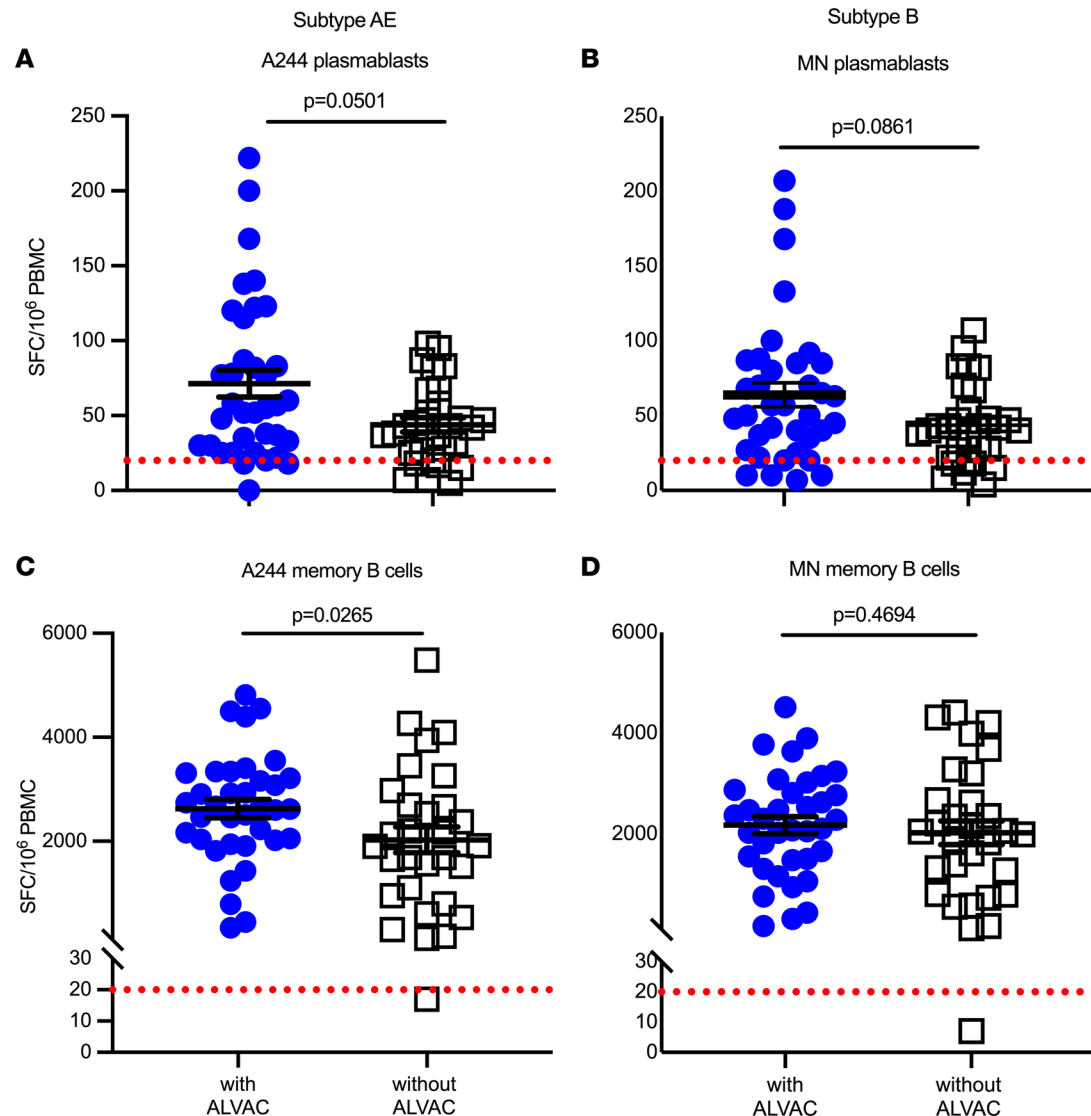 Subtype AE
Subtype B
A
A244 plasmablasts
B
MN plasmablasts
p=0.0501
p=0.0861
SFC/10⁶ PBMC
250
200
150
100
50
0
250
200
150
100
50
0
C
A244 memory B cells
D
MN memory B cells
p=0.0265
p=0.4694
SFC/10⁶ PBMC
6000
4000
2000
30
20
10
0
6000
4000
2000
30
20
10
0
with
ALVAC
without
ALVAC
with
ALVAC
without
ALVAC